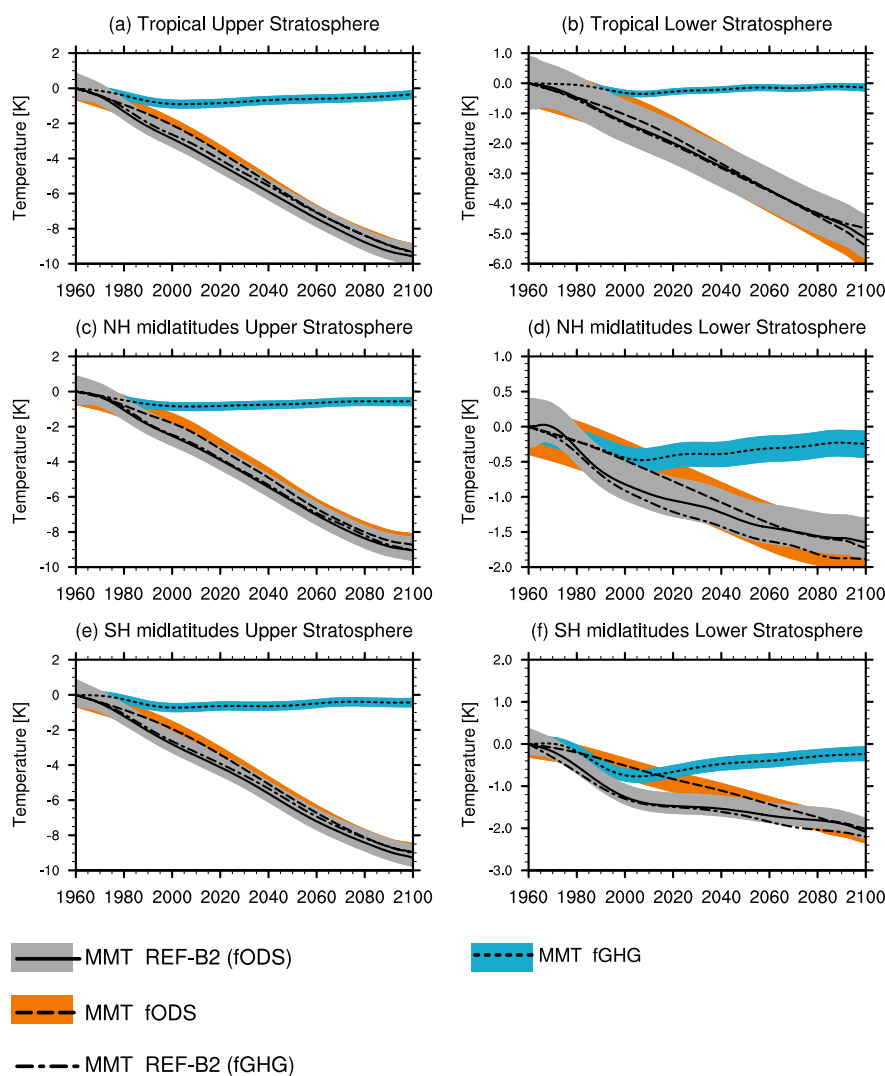 (a) Tropical Upper Stratosphere
(b) Tropical Lower Stratosphere
Temperature [K]
2
0
-2
-4
-6
-8
-10
1960 1980 2000 2020 2040 2060 2080 2100
Temperature [K]
1.0
0.0
-1.0
-2.0
-3.0
-4.0
-5.0
-6.0
1960 1980 2000 2020 2040 2060 2080 2100
(c) NH midlatitudes Upper Stratosphere
(d) NH midlatitudes Lower Stratosphere
Temperature [K]
2
0
-2
-4
-6
-8
-10
1960 1980 2000 2020 2040 2060 2080 2100
Temperature [K]
1.0
0.5
0.0
-0.5
-1.0
-1.5
-2.0
1960 1980 2000 2020 2040 2060 2080 2100
(e) SH midlatitudes Upper Stratosphere
(f) SH midlatitudes Lower Stratosphere
Temperature [K]
2
0
-2
-4
-6
-8
-10
1960 1980 2000 2020 2040 2060 2080 2100
Temperature [K]
2.0
1.0
0.0
-1.0
-2.0
-3.0
1960 1980 2000 2020 2040 2060 2080 2100
MMT REF-B2 (fODS)
MMT fGHG
MMT fODS
MMT REF-B2 (fGHG)